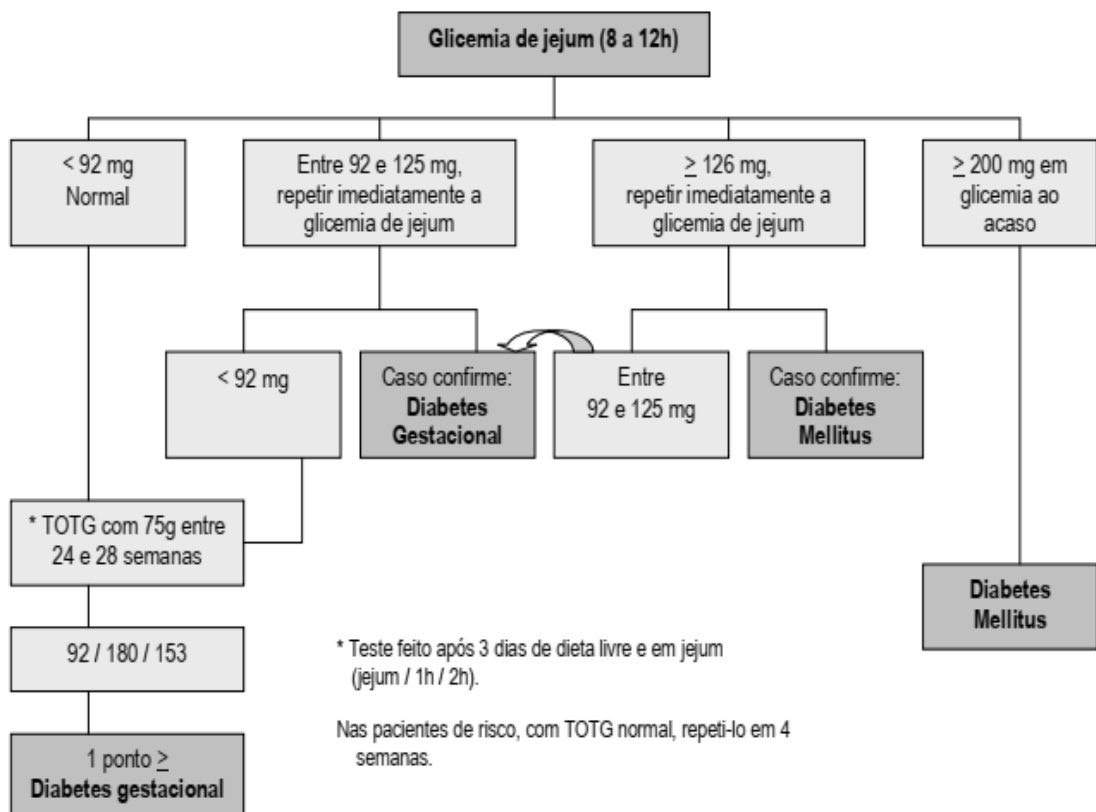 Glicemia de jejum (8 a 12h)
< 92 mg
Normal
Entre 92 e 125 mg,
repetir imediatamente a
glicemia de jejum
≥ 126 mg,
repetir imediatamente a
glicemia de jejum
≥ 200 mg em
glicemia ao
acaso
< 92 mg
Caso confirme:
Diabetes
Gestacional
Entre
92 e 125 mg
Caso confirme:
Diabetes
Mellitus
* TOTG com 75g entre
24 e 28 semanas
Diabetes
Mellitus
92 / 180 / 153
* Teste feito após 3 dias de dieta livre e em jejum
(jejum / 1h / 2h).
Nas pacientes de risco, com TOTG normal, repeti-lo em 4
semanas.
1 ponto ≥
Diabetes gestacional